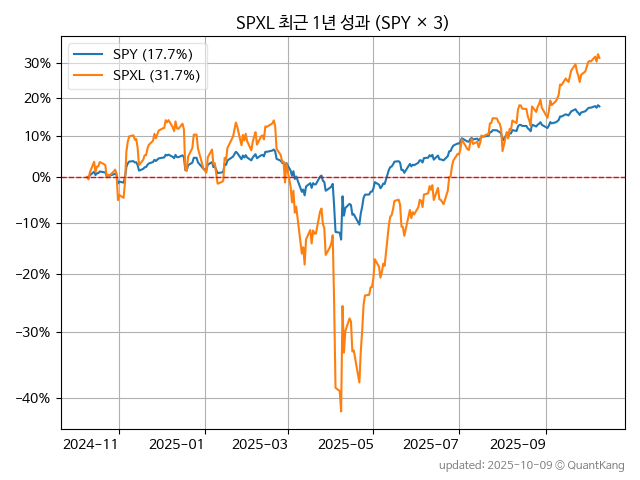 SPXL 최근 1년 성과 (SPY × 3)
SPY (17.7%)
SPXL (31.7%)
30%
20%
10%
0%
−10%
−20%
−30%
−40%
2024-11 2025-01 2025-03 2025-05 2025-07 2025-09
updated: 2025-10-09 © QuantKang